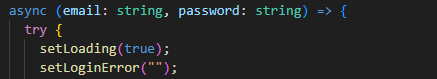 async (email: string, password: string) => {
try {
setLoading(true);
setLoginError("");